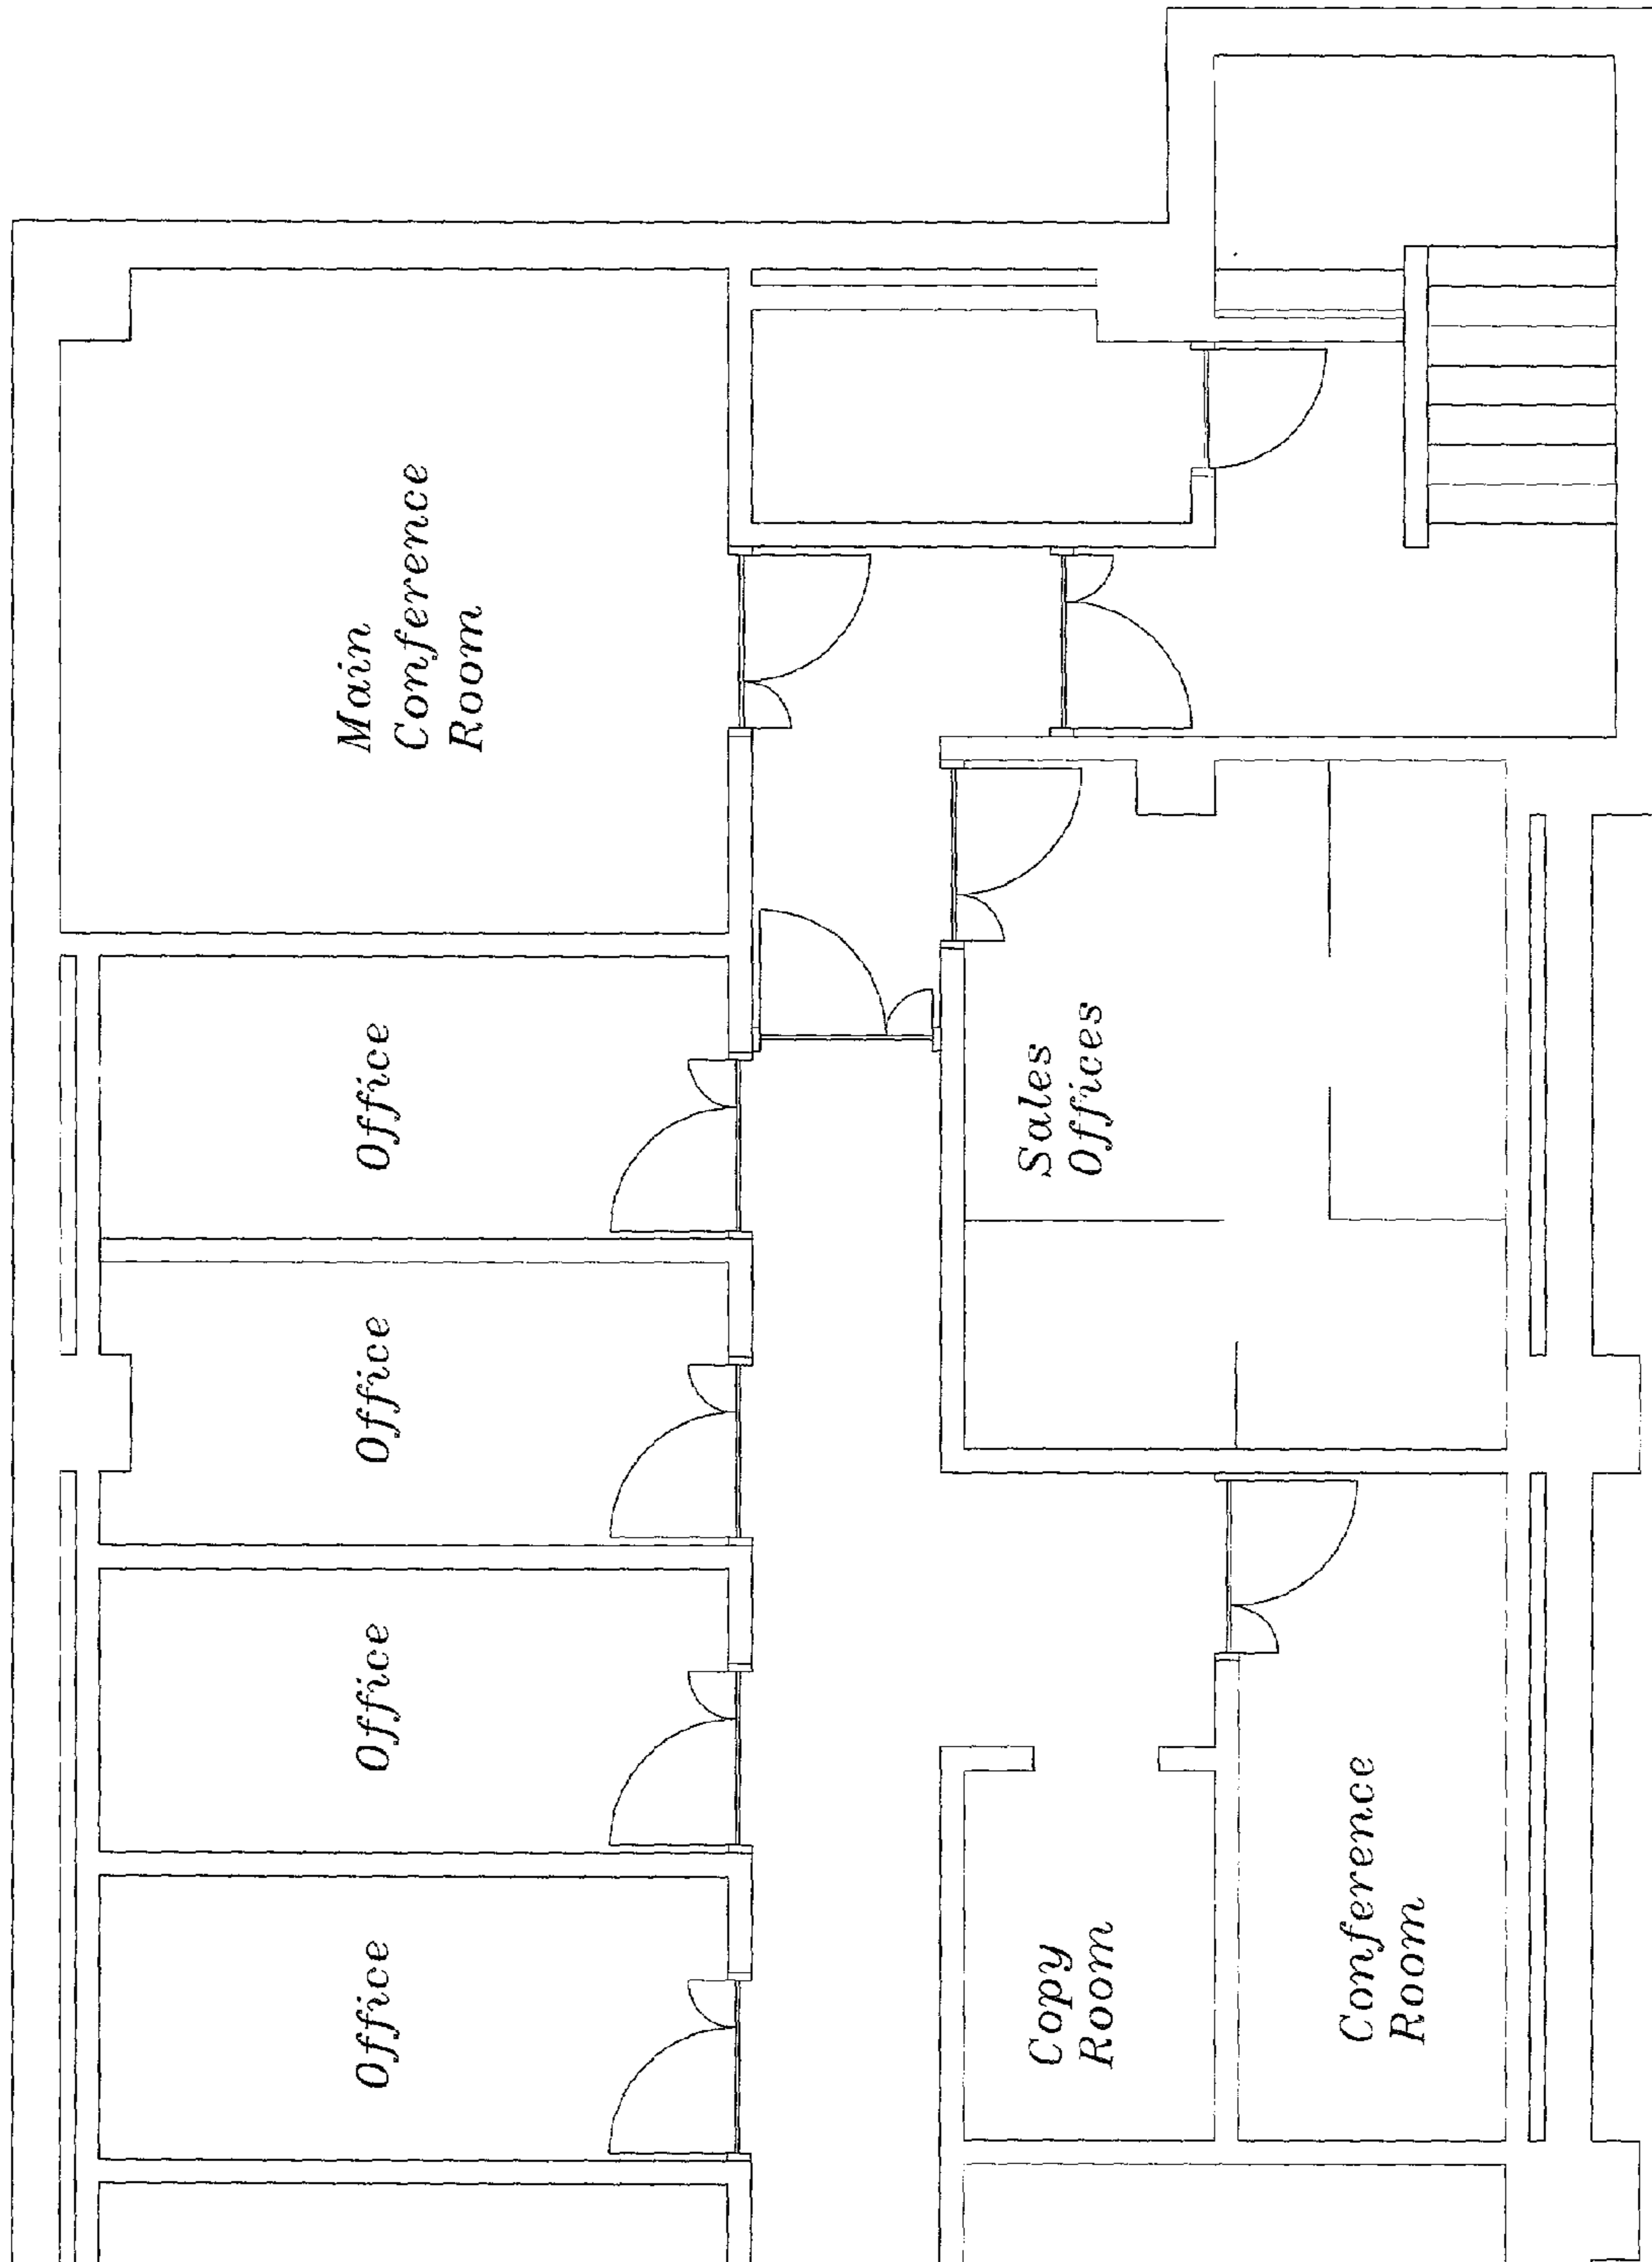 Main
Conference
Room
Office
Office
Office
Office
Sales
Offices
Copy
Room
Conference
Room